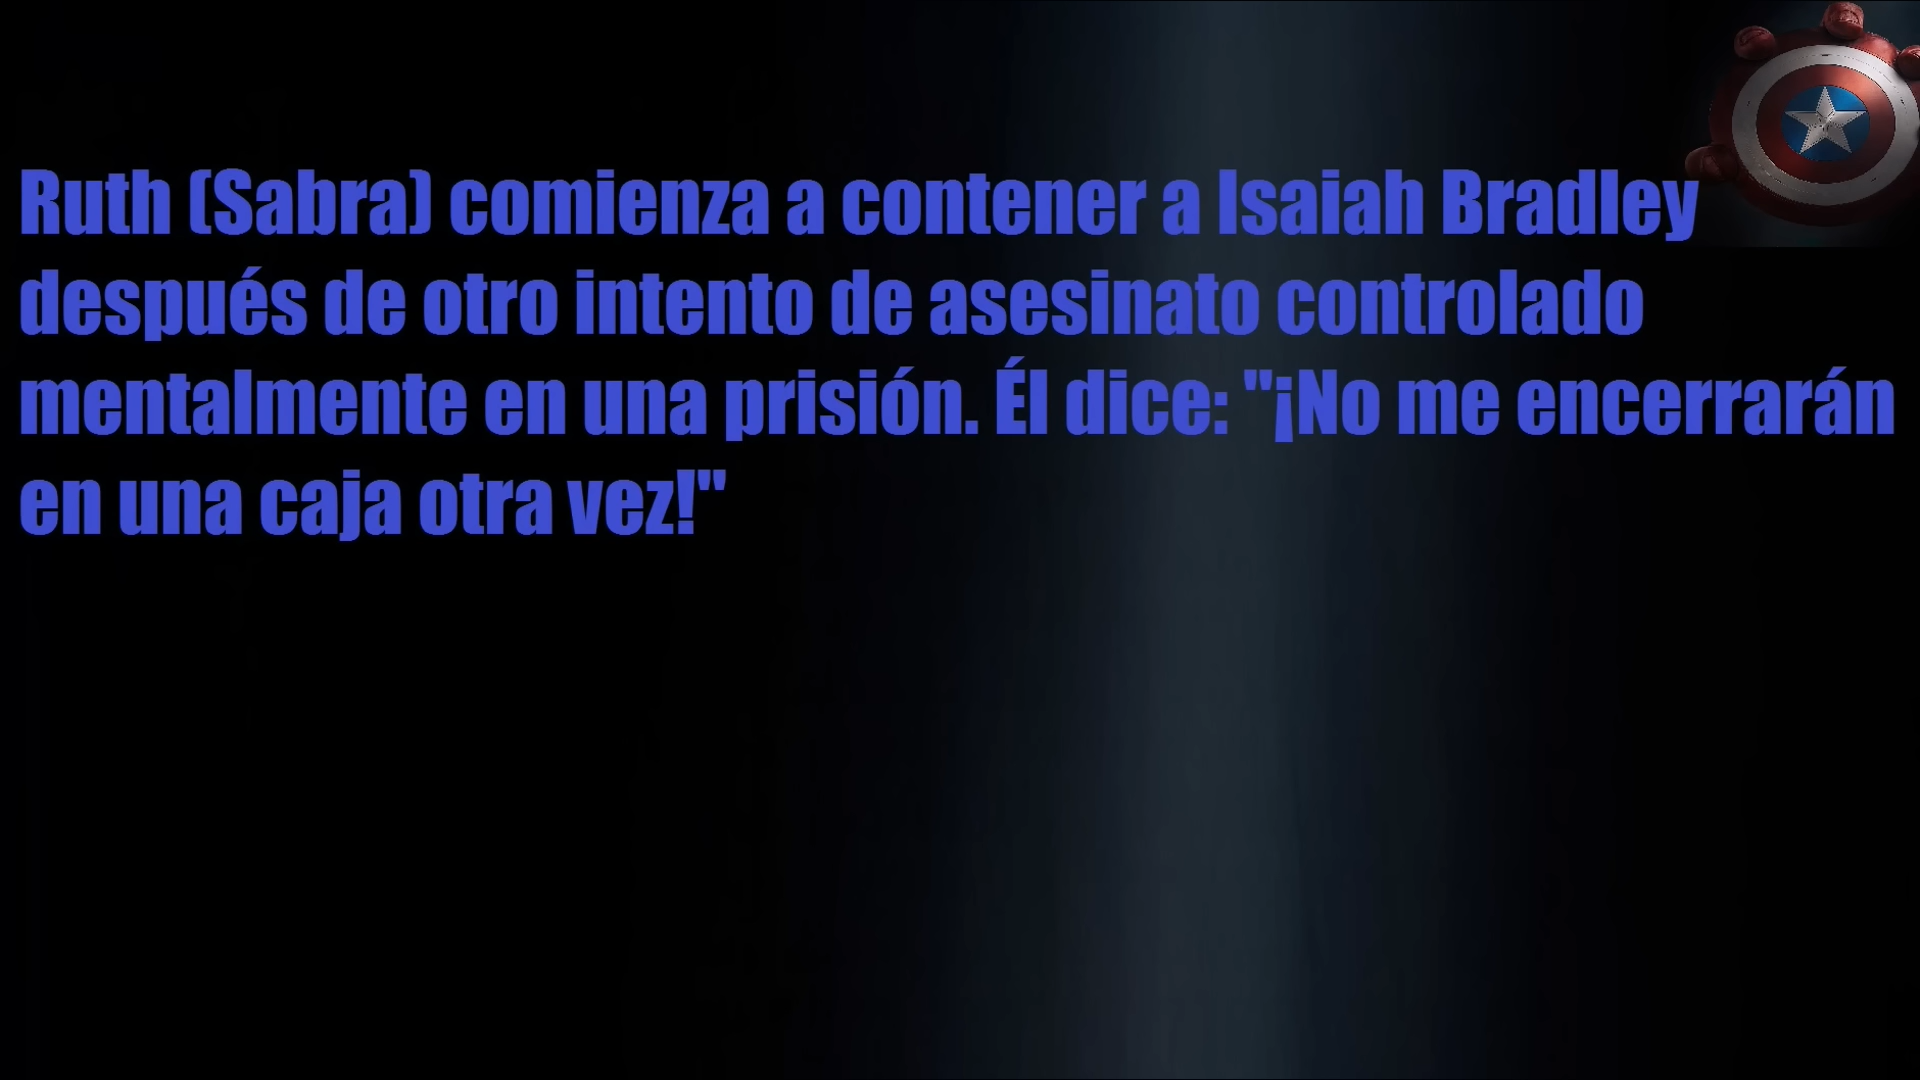 Ruth (Sabra) comienza a contener a Isaiah Bradley
después de otro intento de asesinato controlado
mentalmente en una prisión. Él dice: "¡No me encerrarán
en una caja otra vez!"